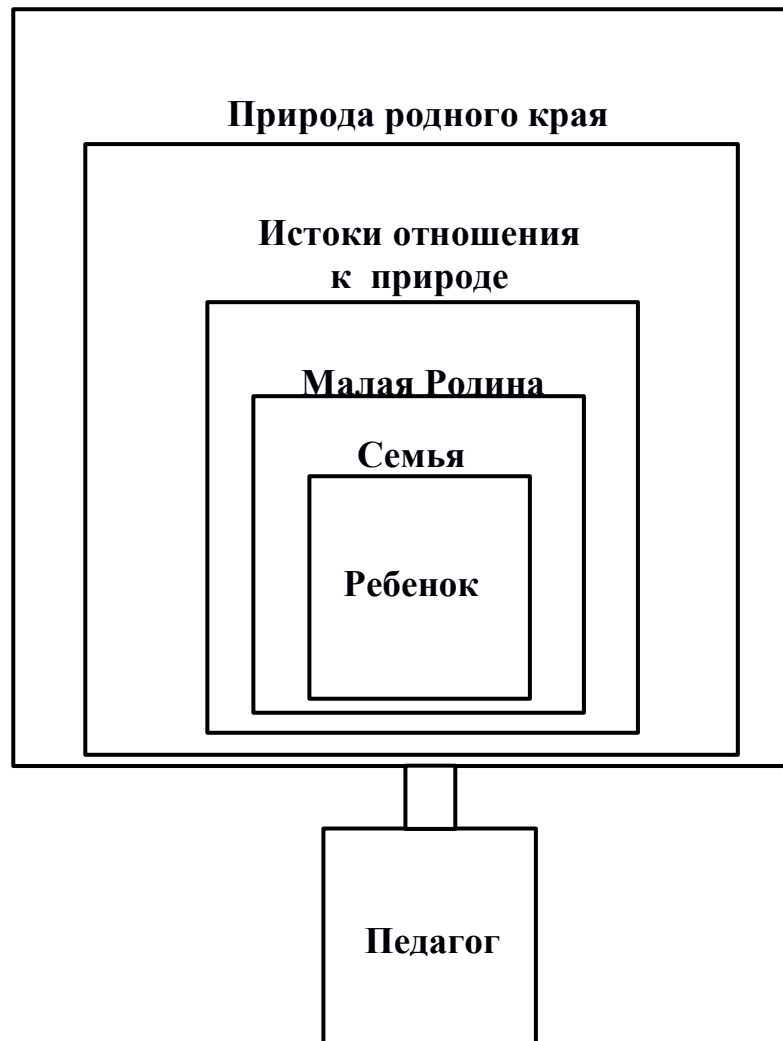 Природа родного края
Истоки отношения
к природе
Малая Родина
Семья
Ребенок
Педагог